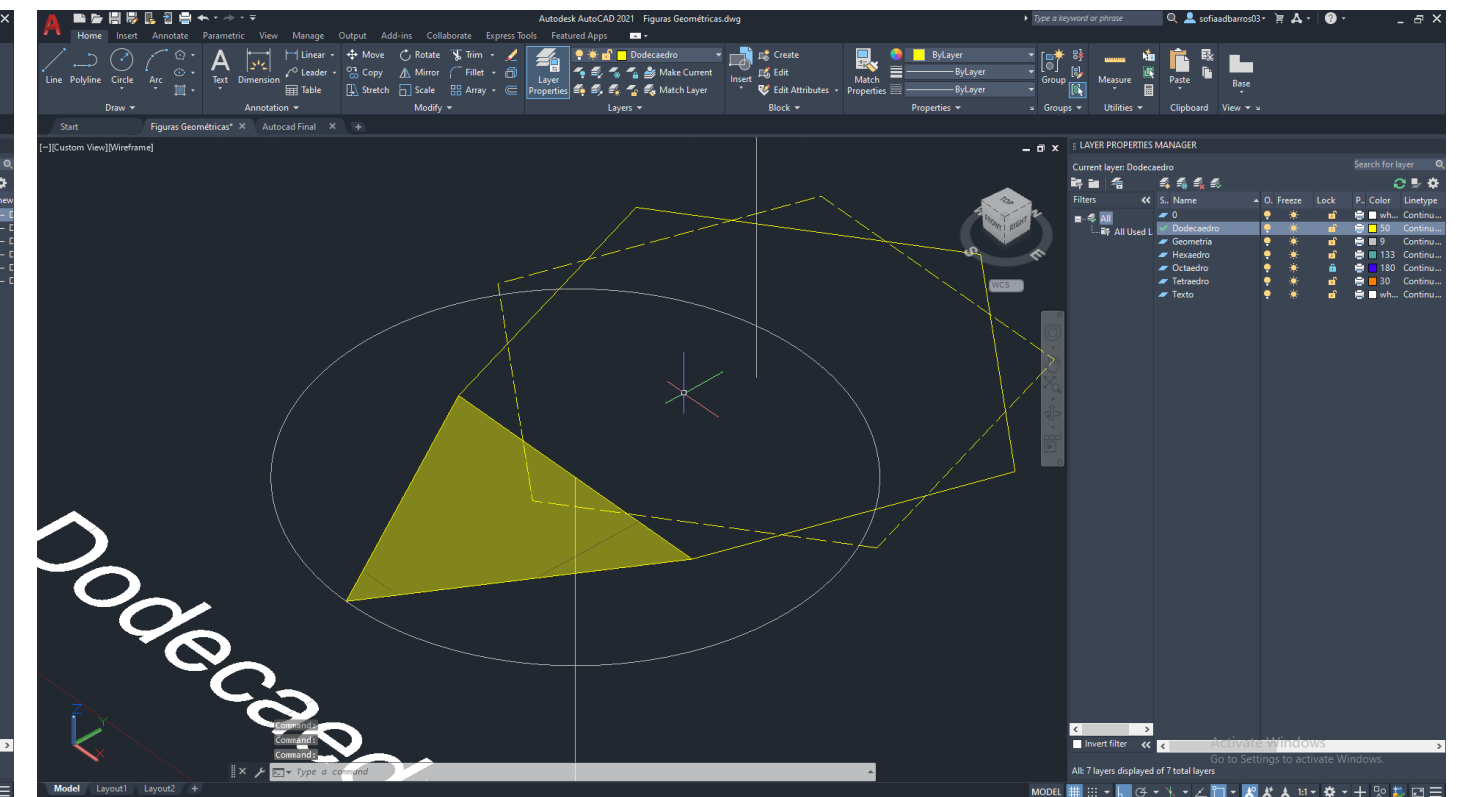 Autodesk AutoCAD 2021 Figuras Geométricas.dwg
Type a keyword or phrase
sofiaadbarros03
Home Insert Annotate Parametric View Manage Output Add-ins Collaborate Express Tools Featured Apps
Linear Move Rotate Trim Dodecaedro Create ByLayer
Leader Copy Mirror Fillet Make Current Edit ByLayer
Table Stretch Scale Array Match Layer Edit Attributes ByLayer
Line Polyline Circle Arc Text Dimension Layer Properties Insert Match Properties Group Measure Paste Base
Draw Annotation Modify Layers Block Properties Groups Utilities Clipboard View
Start Figuras Geométricas* Autocad Final +
[−][Custom View][Wireframe]
TOP
FRONT RIGHT
S E
WCS
LAYER PROPERTIES MANAGER
Current layer: Dodecaedro
Search for layer
Filters S.. Name O. Freeze Lock P.. Color Linetype
All
All Used L
0 wh... Continu...
Dodecaedro 50 Continu...
Geometria 9 Continu...
Hexaedro 133 Continu...
Octaedro 180 Continu...
Tetraedro 30 Continu...
Texto wh... Continu...
Dodecaed
Z
Y
X
Command:
Command:
Command:
Type a command
Invert filter
Activate Windows
Go to Settings to activate Windows.
All: 7 layers displayed of 7 total layers
Model Layout1 Layout2 +
MODEL 1:1